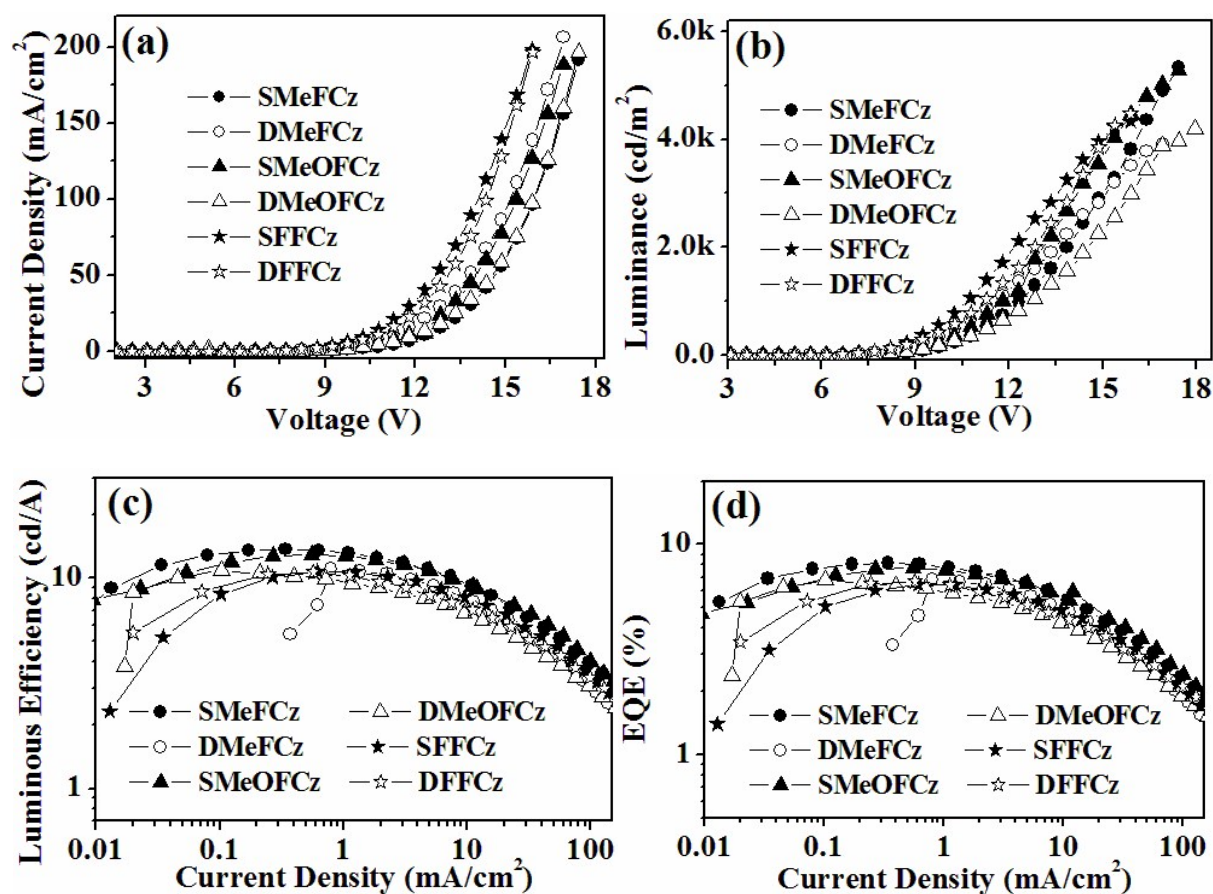 (a)
200
150
100
50
0
Current Density (mA/cm²)
SMeFCz
DMeFCz
SMeOFCz
DMeOFCz
SFFCz
DFFCz
3 6 9 12 15 18
Voltage (V)
(b)
6.0k
4.0k
2.0k
0.0
Luminance (cd/m²)
SMeFCz
DMeFCz
SMeOFCz
DMeOFCz
SFFCz
DFFCz
3 6 9 12 15 18
Voltage (V)
(c)
10
1
Luminous Efficiency (cd/A)
SMeFCz DMeOFCz
DMeFCz SFFCz
SMeOFCz DFFCz
0.01 0.1 1 10 100
Current Density (mA/cm²)
(d)
10
1
EQE (%)
SMeFCz DMeOFCz
DMeFCz SFFCz
SMeOFCz DFFCz
0.01 0.1 1 10 100
Current Density (mA/cm²)